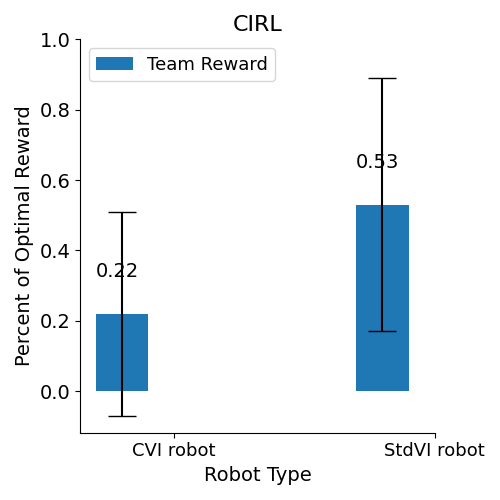 CIRL
Team Reward
Percent of Optimal Reward
1.0
0.8
0.6
0.4
0.2
0.0
0.22
0.53
CVI robot
StdVI robot
Robot Type